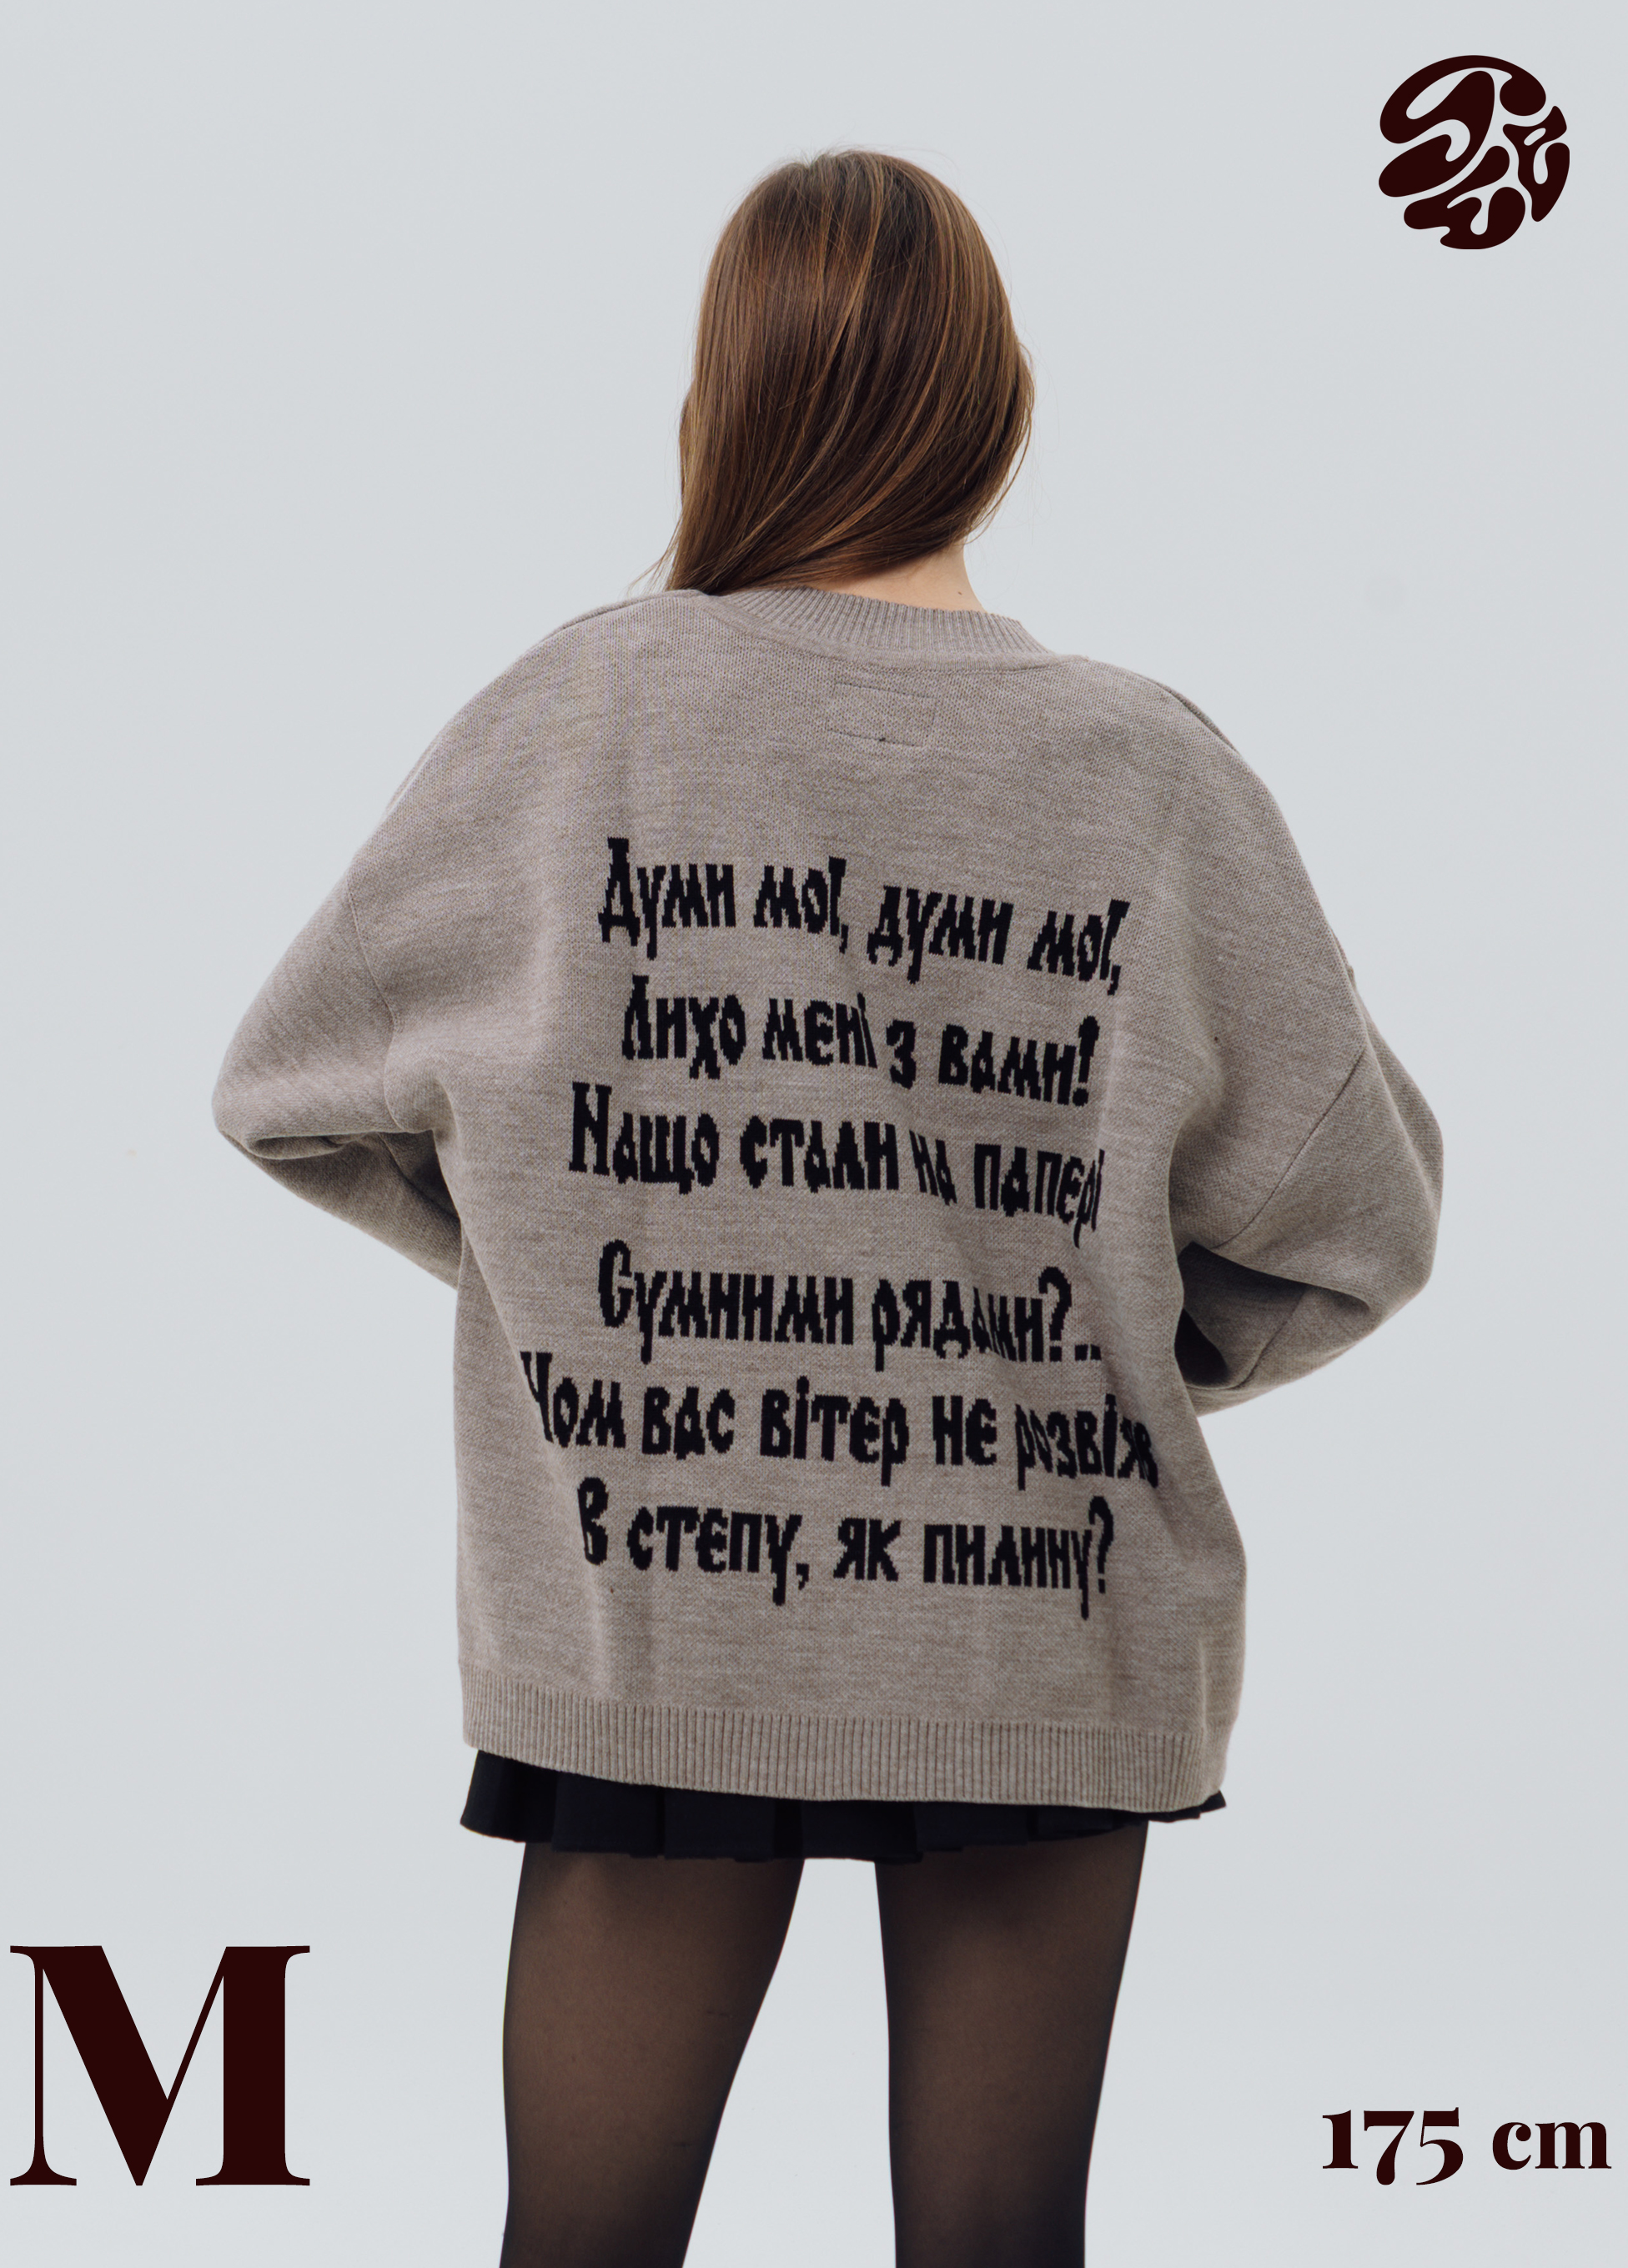 Думи мої, думи мої,
Лихо мені з вами!
Нащо стали на папері
Сумними рядами?..
Чом вас вітер не розвіяв
В степу, як пилину?
M
175 cm